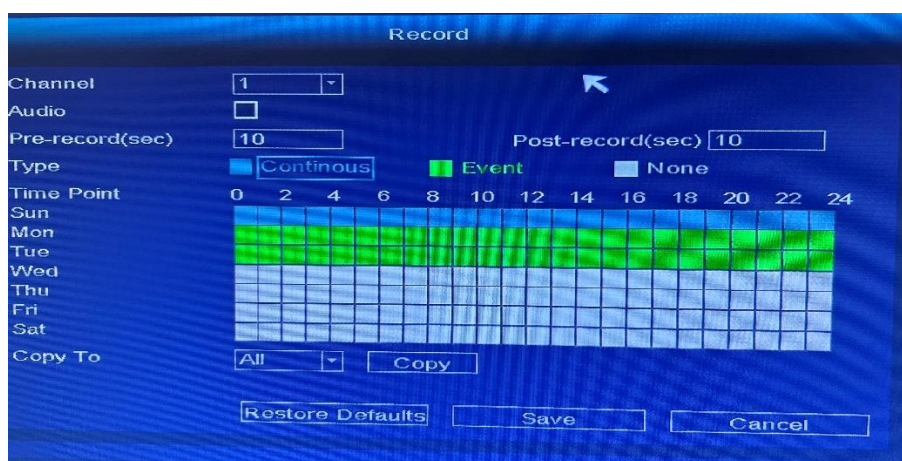 Record
Channel 1
Audio
Pre-record(sec) 10 Post-record(sec) 10
Type Continous Event None
Time Point 0 2 4 6 8 10 12 14 16 18 20 22 24
Sun
Mon
Tue
Wed
Thu
Fri
Sat
Copy To All Copy
Restore Defaults Save Cancel